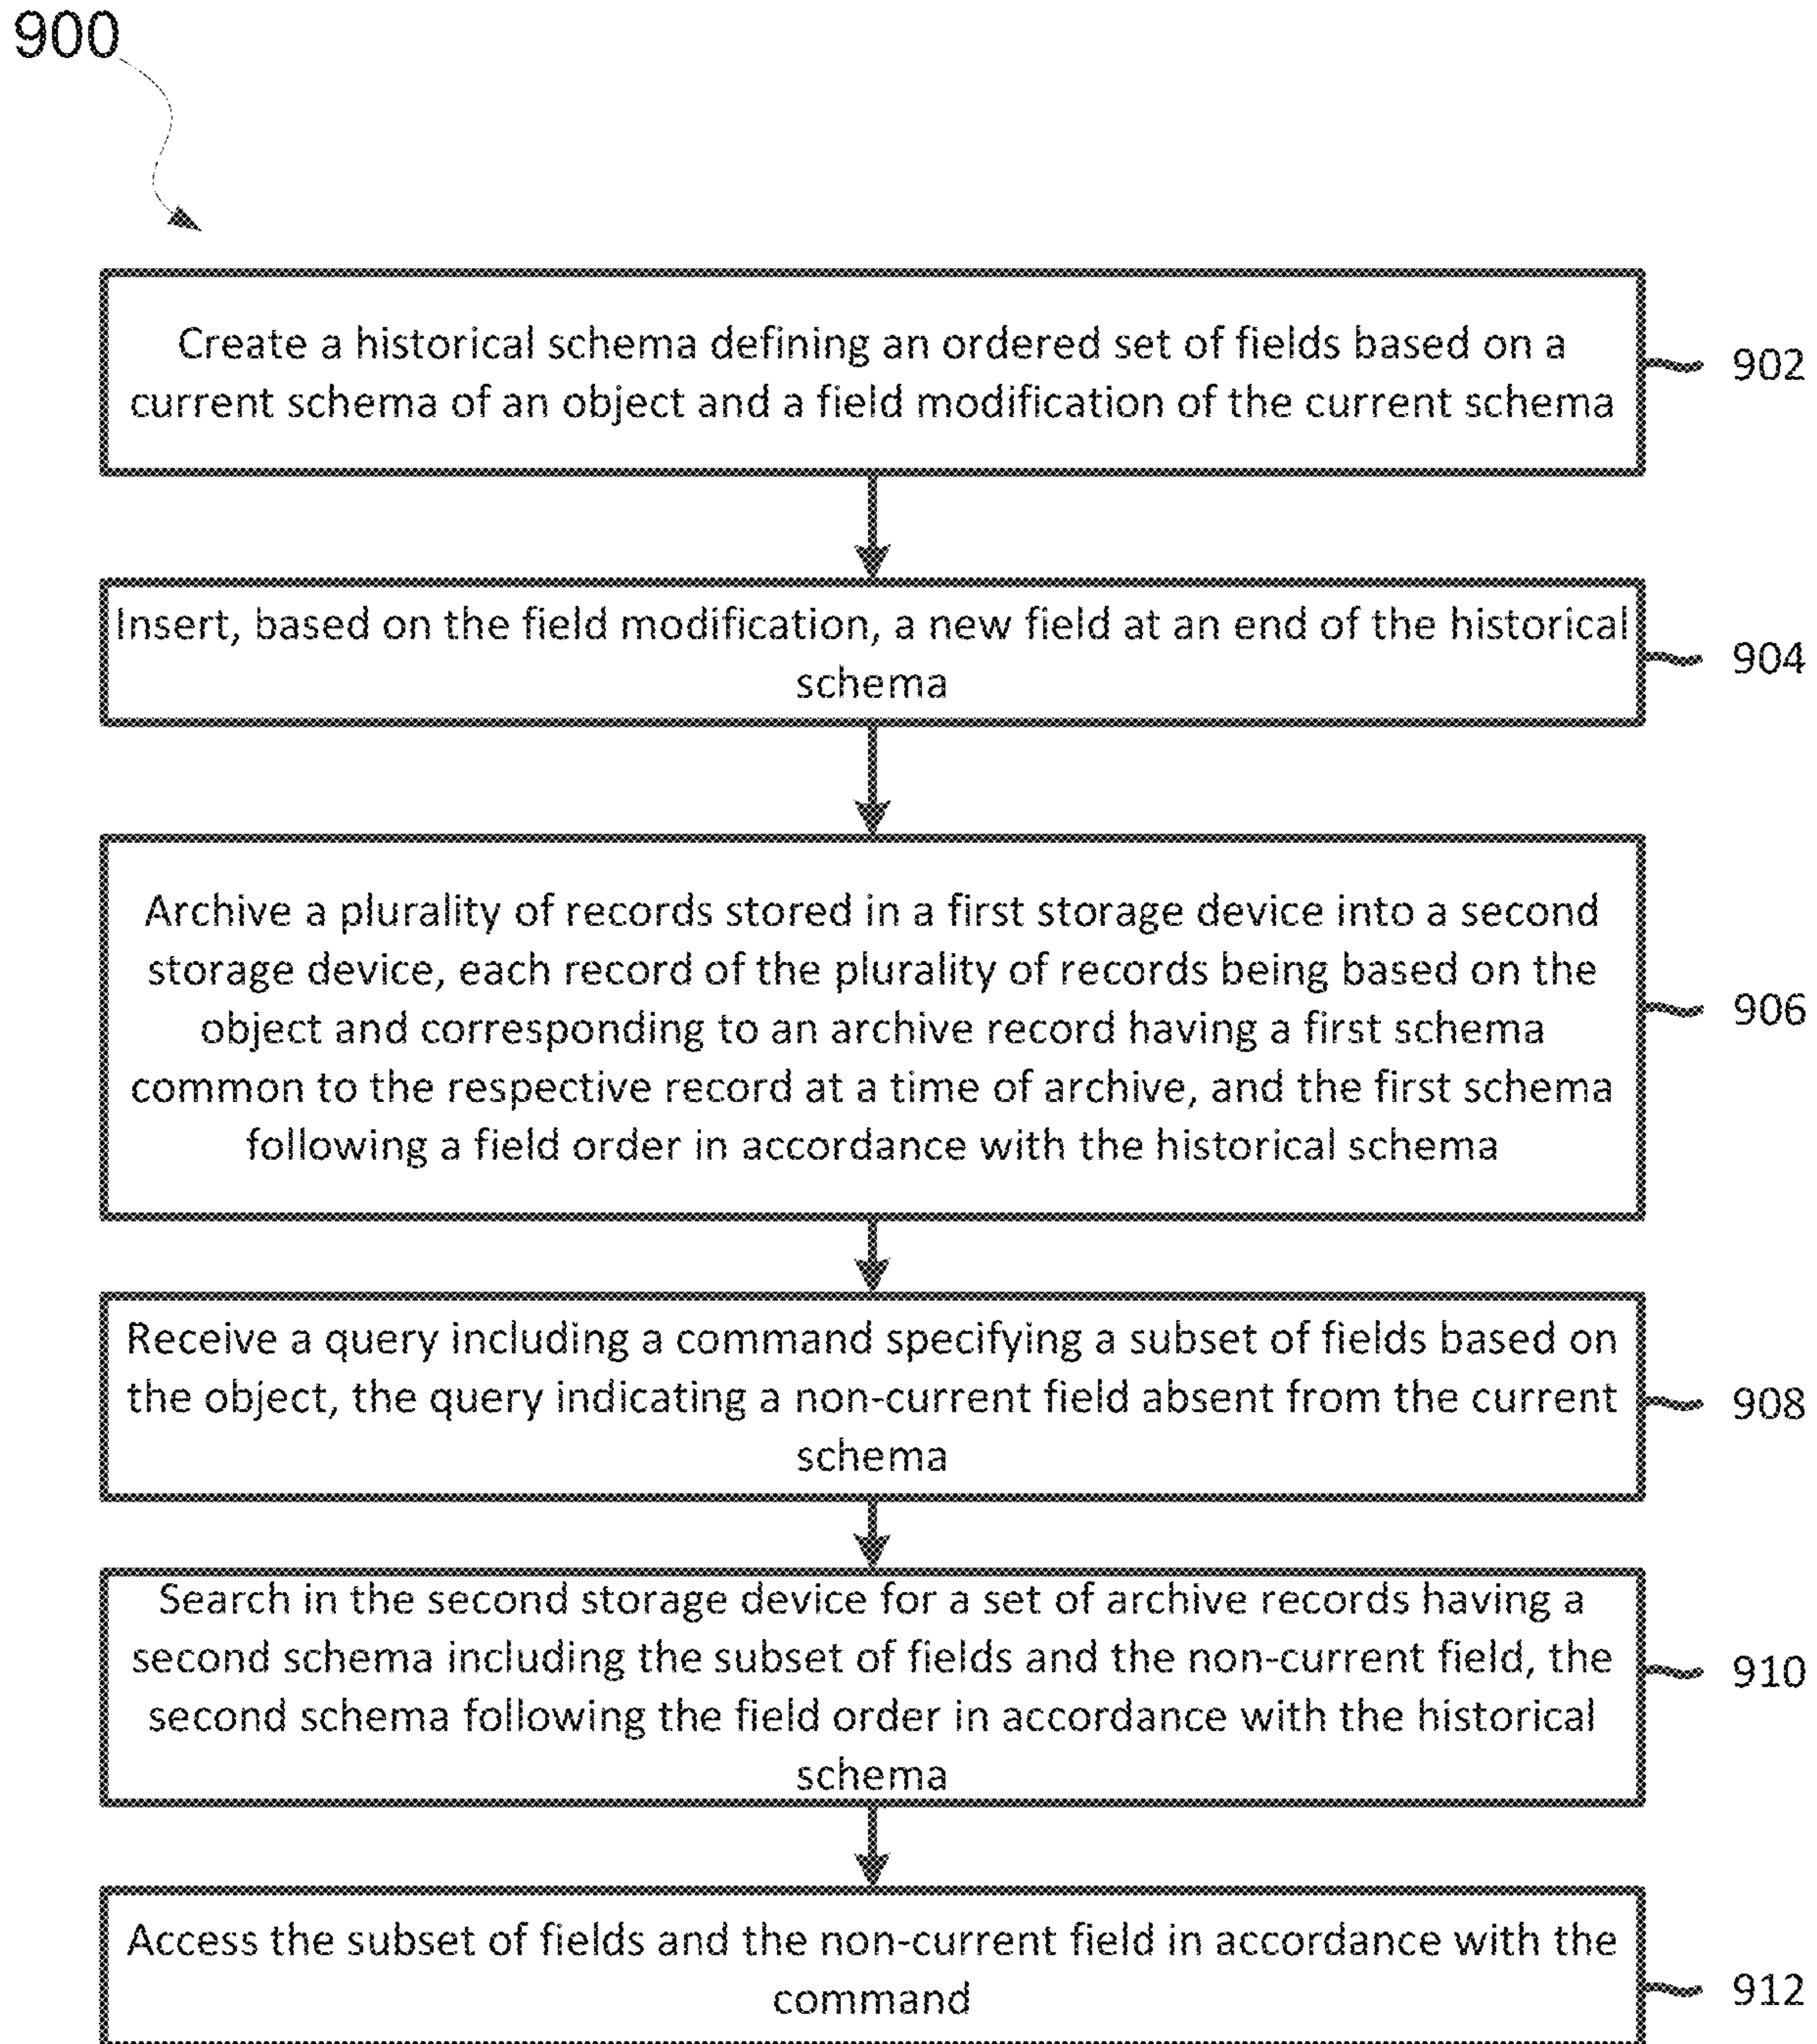 900
Create a historical schema defining an ordered set of fields based on a
current schema of an object and a field modification of the current schema
902
Insert, based on the field modification, a new field at an end of the historical
schema
904
Archive a plurality of records stored in a first storage device into a second
storage device, each record of the plurality of records being based on the
object and corresponding to an archive record having a first schema
common to the respective record at a time of archive, and the first schema
following a field order in accordance with the historical schema
906
Receive a query including a command specifying a subset of fields based on
the object, the query indicating a non-current field absent from the current
schema
908
Search in the second storage device for a set of archive records having a
second schema including the subset of fields and the non-current field, the
second schema following the field order in accordance with the historical
schema
910
Access the subset of fields and the non-current field in accordance with the
command
912